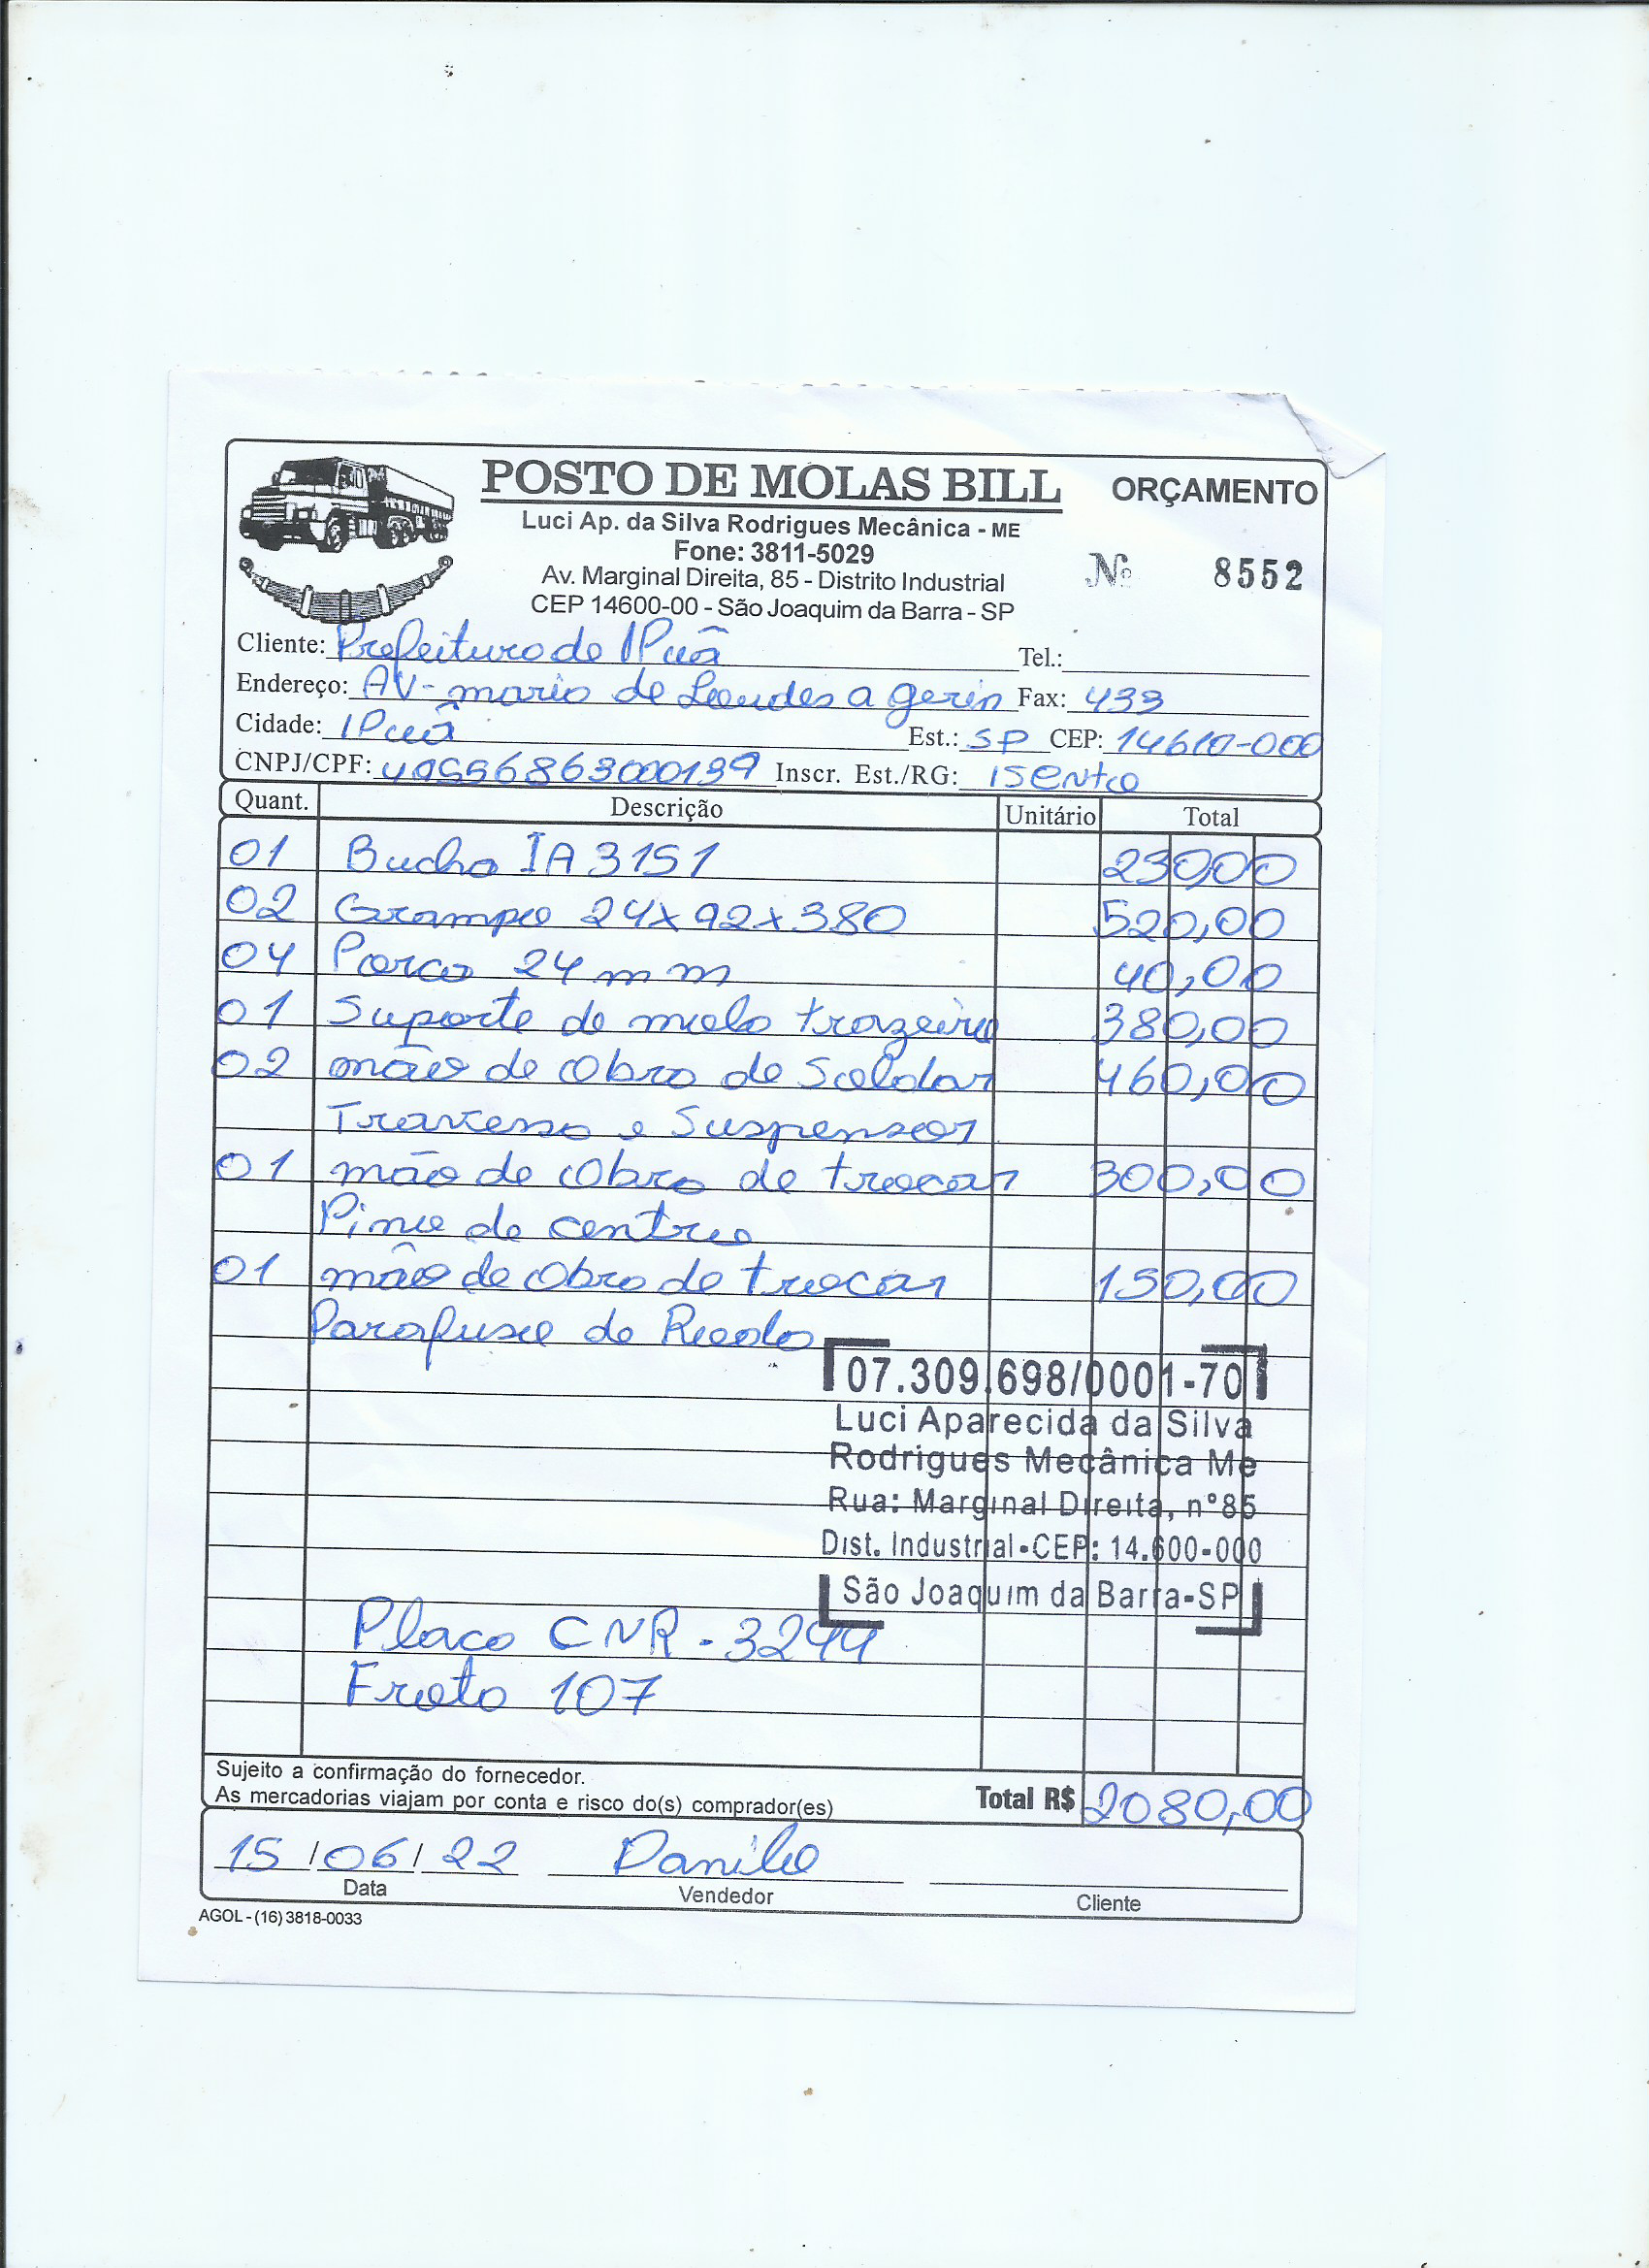 POSTO DE MOLAS BILL
ORÇAMENTO
Luci Ap. da Silva Rodrigues Mecânica - ME
Fone: 3811-5029
Av. Marginal Direita, 85 - Distrito Industrial
CEP 14600-00 - São Joaquim da Barra - SP
Nº 8552
Cliente: Prefeitura de IPuã Tel.:
Endereço: AV- maria de Lourdes a gerin Fax: 433
Cidade: IPuã Est.: SP CEP: 14610-000
CNPJ/CPF: Inscr. Est./RG: isento
Quant. Descrição Unitário Total
01 Bucha IA 3151 230,00
02 Grampo 24x92x380 520,00
04 Porca 24mm 40,00
01 Suporte de mola trazeiro 380,00
02 mão de obra de Soldar 460,00
Travessa e Suspensor
01 mão de obra de trocar 300,00
Pino de centro
01 mão de obra de trocar 150,00
Parafuso de Roda
07.309.698/0001-70
Luci Aparecida da Silva
Rodrigues Mecânica Me
Rua: Marginal Direita, nº85
Dist. Industrial-CEP: 14.600-000
São Joaquim da Barra-SP
Placa CNR-3244
Frota 107
Sujeito a confirmação do fornecedor.
As mercadorias viajam por conta e risco do(s) comprador(es)
Total R$ 2080,00
15/06/22 Danilo
Data Vendedor Cliente
AGOL - (16) 3818-0033